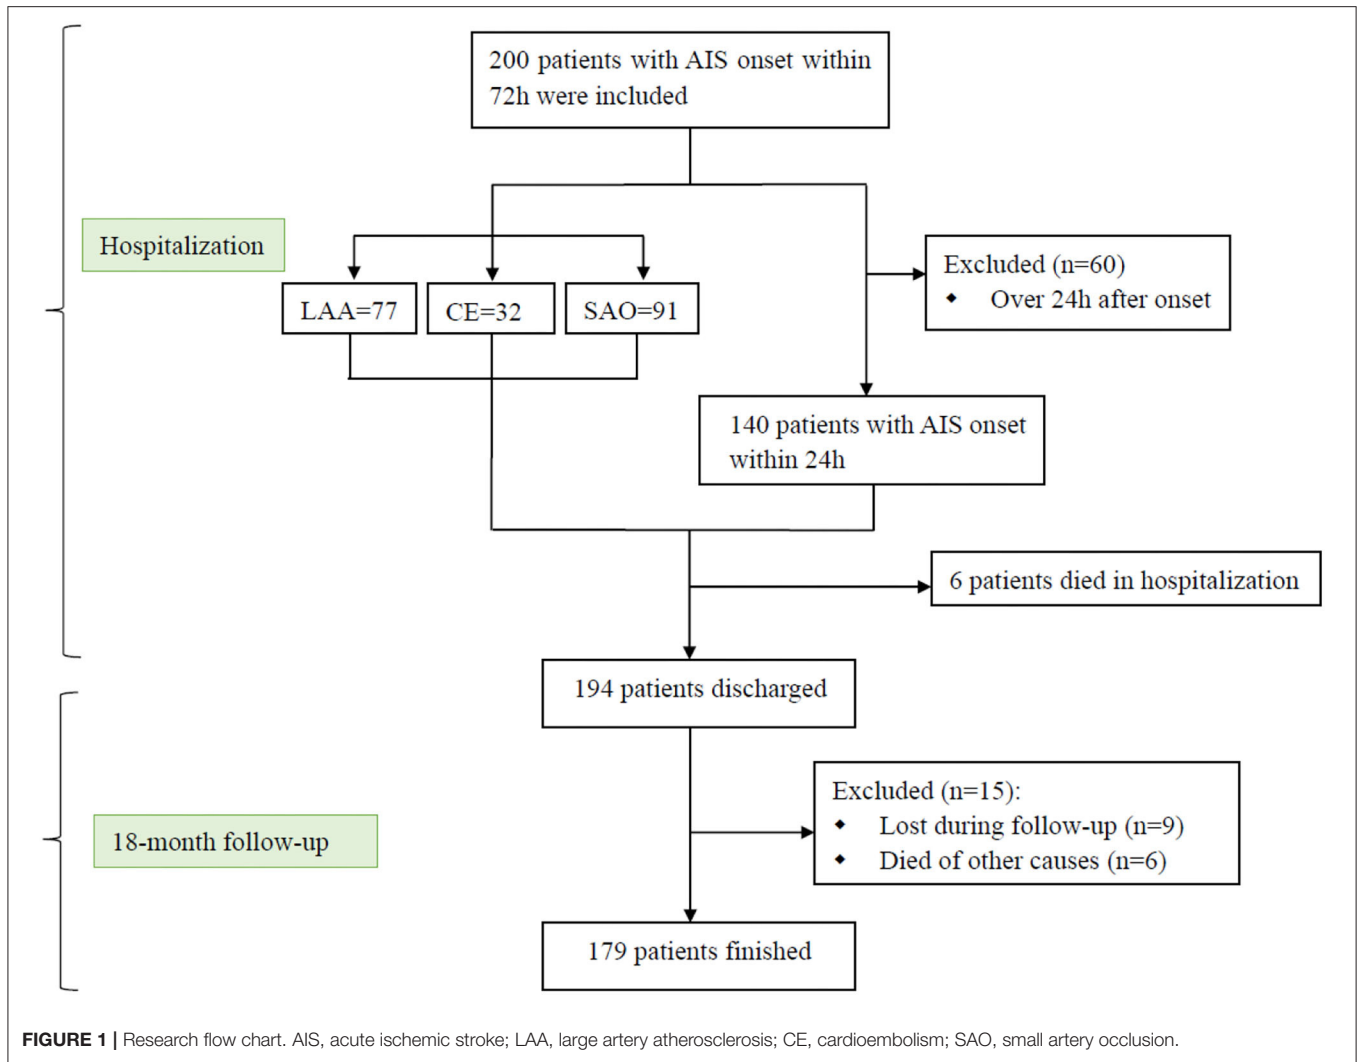 200 patients with AIS onset within
72h were included
Hospitalization
LAA=77
CE=32
SAO=91
Excluded (n=60)
◆ Over 24h after onset
140 patients with AIS onset
within 24h
6 patients died in hospitalization
194 patients discharged
18-month follow-up
Excluded (n=15):
◆ Lost during follow-up (n=9)
◆ Died of other causes (n=6)
179 patients finished
FIGURE 1 | Research flow chart. AIS, acute ischemic stroke; LAA, large artery atherosclerosis; CE, cardioembolism; SAO, small artery occlusion.